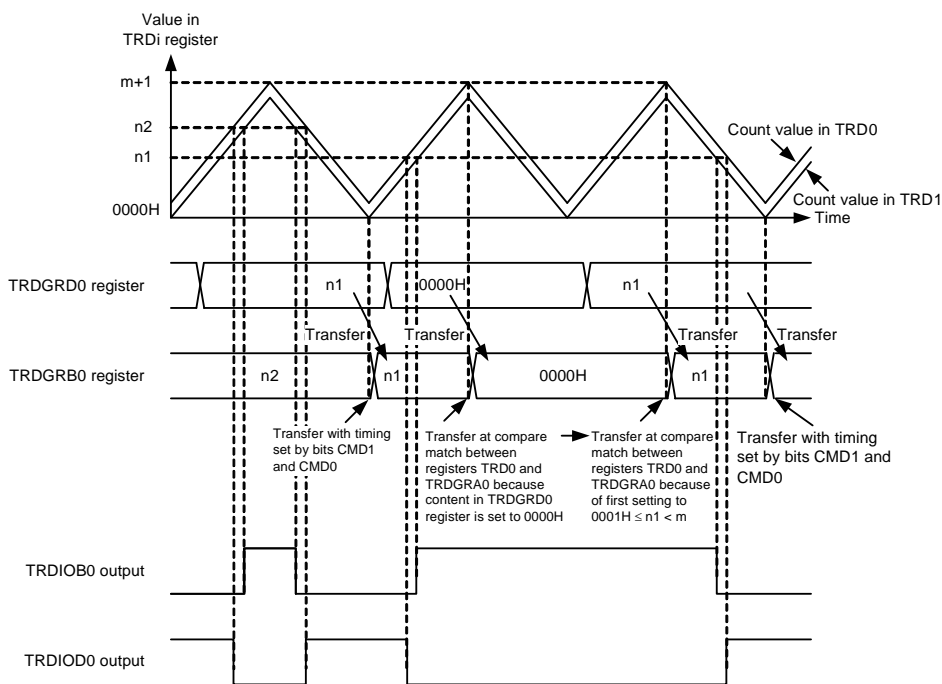 Value in
TRDi register
m+1
n2
n1
0000H
Count value in TRD0
Count value in TRD1
Time
TRDGRD0 register
n1
0000H
n1
Transfer
Transfer
Transfer
Transfer
TRDGRB0 register
n2
n1
0000H
n1
Transfer with timing
set by bits CMD1
and CMD0
Transfer at compare
match between
registers TRD0 and
TRDGRA0 because
content in TRDGRD0
register is set to 0000H
Transfer at compare
match between
registers TRD0 and
TRDGRA0 because
of first setting to
0001H ≤ n1 < m
Transfer with timing
set by bits CMD1 and
CMD0
TRDIOB0 output
TRDIOD0 output